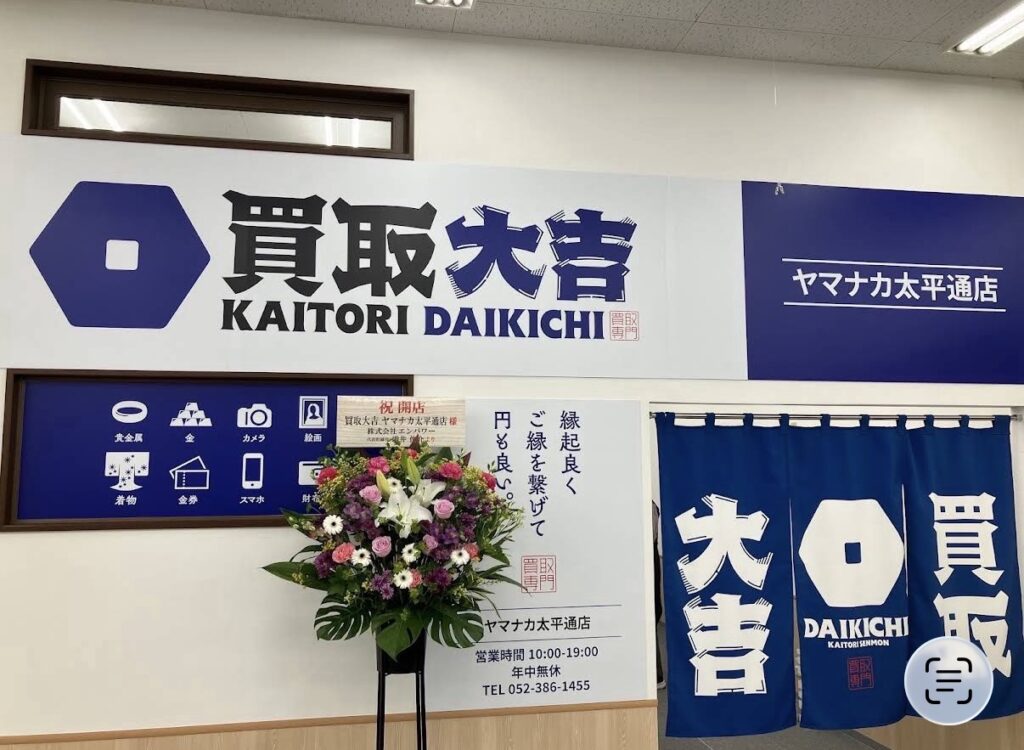 買取大吉
KAITORI DAIKICHI
買取
専門
ヤマナカ太平通店
貴金属
金
カメラ
絵画
着物
金券
スマホ
財布
祝 開店
買取大吉 ヤマナカ太平通店 様
株式会社エンパワー
より
縁起良く
ご縁を繋げて
円も良い。
買取
専門
ヤマナカ太平通店
営業時間 10:00-19:00
年中無休
TEL 052-386-1455
買取
大吉
DAIKICHI
KAITORI SENMON
買取
専門